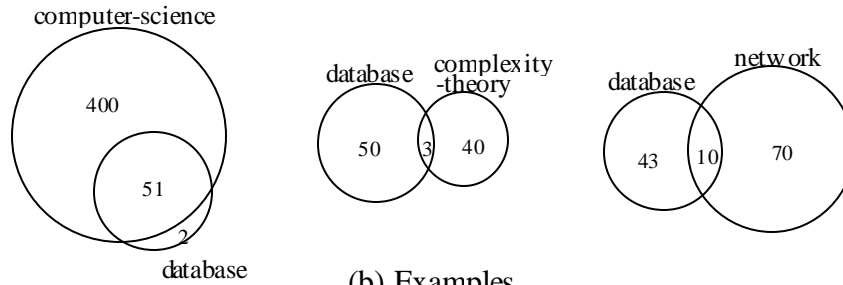 computer-science
400
51
2
database
database
complexity
-theory
50
3
40
network
database
43
10
70
(b) Examples